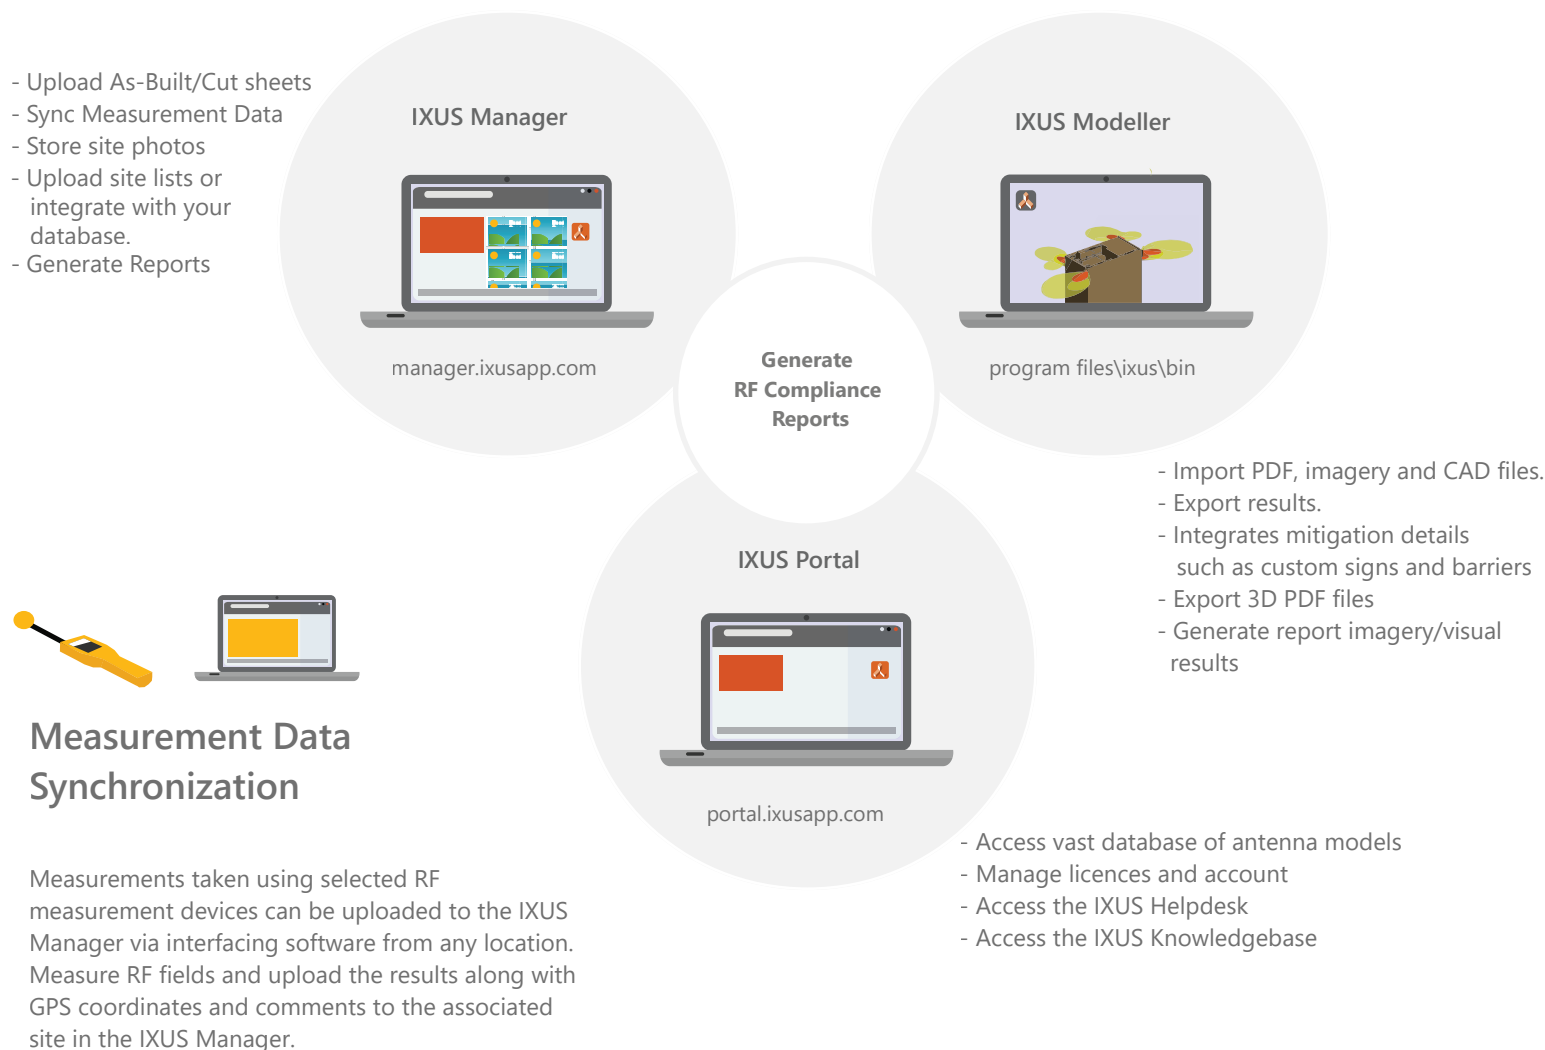 - Upload As-Built/Cut sheets
- Sync Measurement Data
- Store site photos
- Upload site lists or
integrate with your
database.
- Generate Reports
IXUS Manager
manager.ixusapp.com
IXUS Modeller
program files\ixus\bin
Generate
RF Compliance
Reports
- Import PDF, imagery and CAD files.
- Export results.
- Integrates mitigation details
such as custom signs and barriers
- Export 3D PDF files
- Generate report imagery/visual
results
IXUS Portal
portal.ixusapp.com
- Access vast database of antenna models
- Manage licences and account
- Access the IXUS Helpdesk
- Access the IXUS Knowledgebase
Measurement Data
Synchronization
Measurements taken using selected RF
measurement devices can be uploaded to the IXUS
Manager via interfacing software from any location.
Measure RF fields and upload the results along with
GPS coordinates and comments to the associated
site in the IXUS Manager.